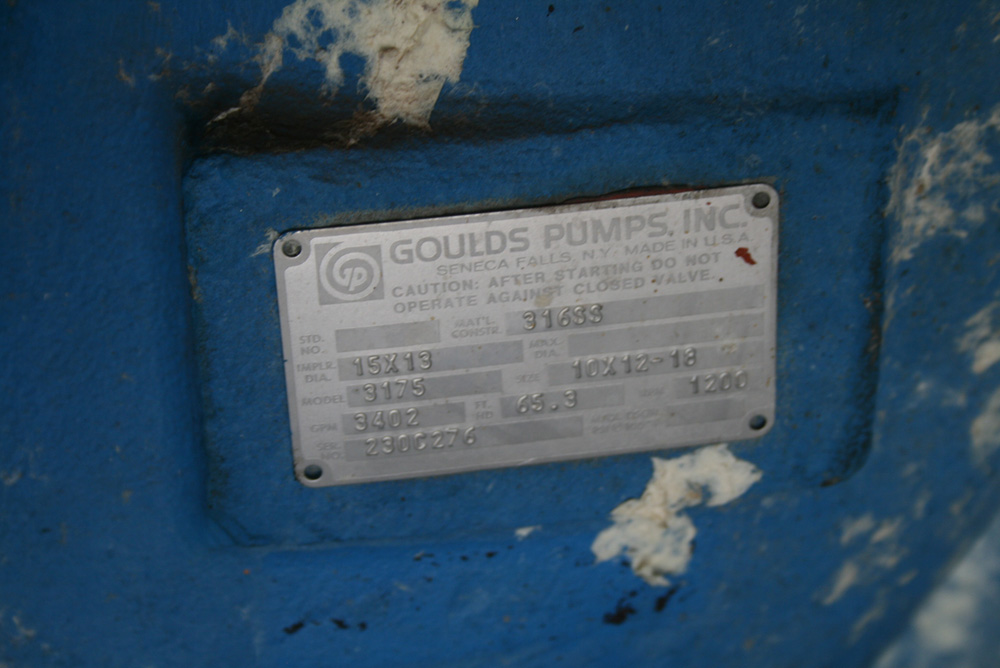 GOULDS PUMPS, INC.
SENECA FALLS, N.Y. MADE IN U.S.A
CAUTION: AFTER STARTING DO NOT
OPERATE AGAINST CLOSED VALVE.
STD. NO. MAT'L. CONSTR. 316SS
IMPLR. DIA. 15X13 MAX. DIA.
MODEL 3175 SIZE 10X12-18
GPM 3402 FT. HD 65.3 1200
SER. NO. 230C276